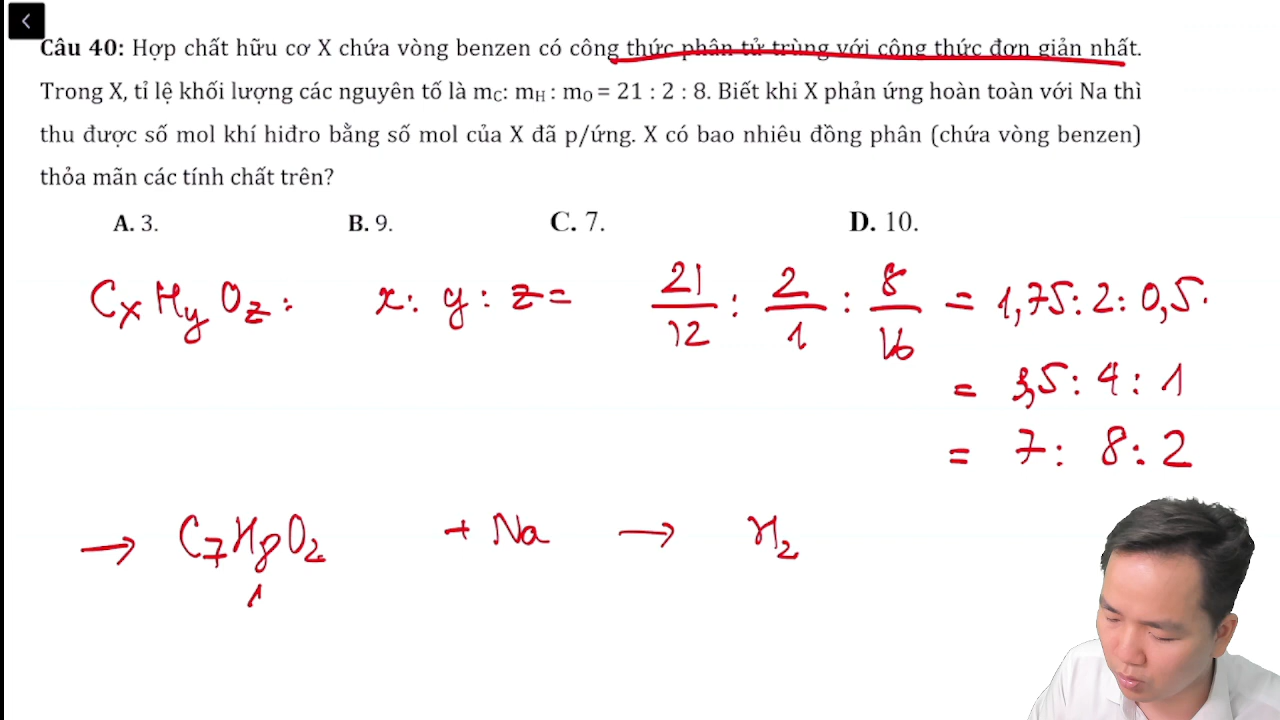 Câu 40: Hợp chất hữu cơ X chứa vòng benzen có công thức phân tử trùng với công thức đơn giản nhất.
Trong X, tỉ lệ khối lượng các nguyên tố là mC: mH : mO = 21 : 2 : 8. Biết khi X phản ứng hoàn toàn với Na thì
thu được số mol khí hiđro bằng số mol của X đã p/ứng. X có bao nhiêu đồng phân (chứa vòng benzen)
thỏa mãn các tính chất trên?
A. 3. B. 9. C. 7. D. 10.
CxHyOz: x: y: z = 21/12 : 2/1 : 8/16 = 1,75: 2: 0,5.
= 3,5: 4: 1
= 7: 8: 2
→ C7H8O2 + Na → H2
1